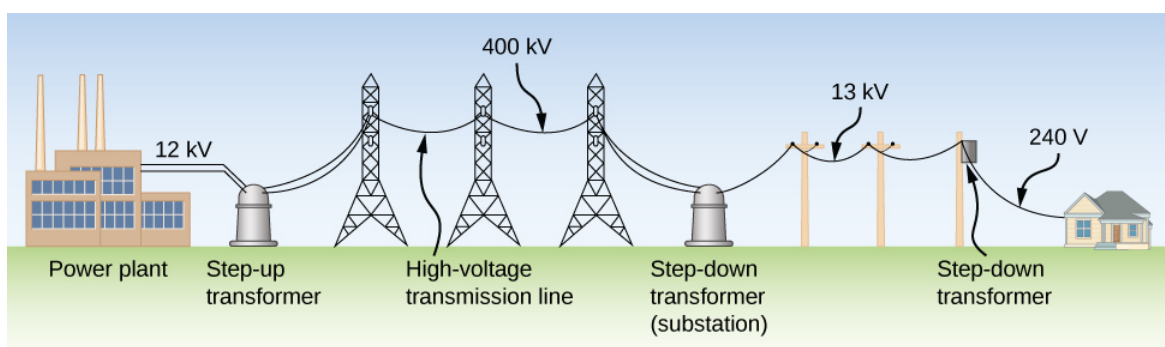 400 kV
13 kV
12 kV
240 V
Power plant
Step-up
transformer
High-voltage
transmission line
Step-down
transformer
(substation)
Step-down
transformer